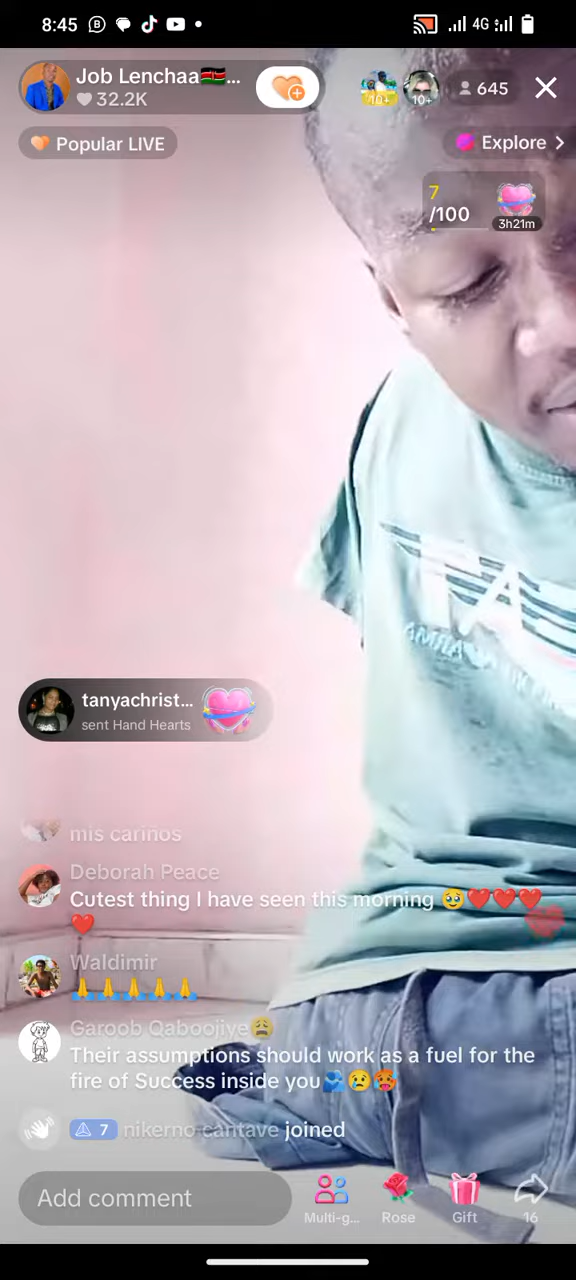 8:45
4G
Job Lenchaa🇰🇪...
32.2K
10+
10+
645
Popular LIVE
Explore >
7
/100
3h21m
tanyachrist...
sent Hand Hearts
mis cariños
Deborah Peace
Cutest thing I have seen this morning 🥹❤️❤️❤️
❤️
Waldimir
🙏🙏🙏🙏🙏
Garoob Qaboojiye😩
Their assumptions should work as a fuel for the
fire of Success inside you🫂😢🥵
7 nikerno cantave joined
Add comment
Multi-g...
Rose
Gift
16